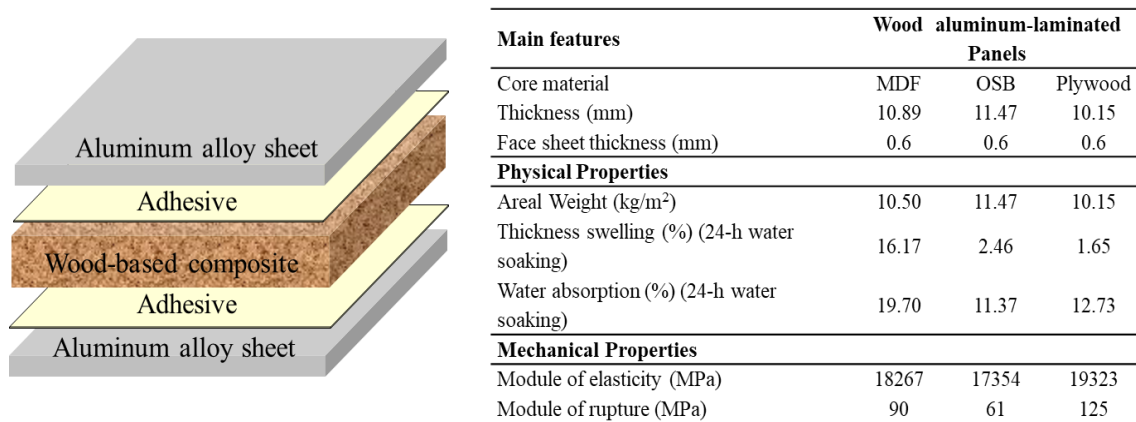 Aluminum alloy sheet
Adhesive
Wood-based composite
Adhesive
Aluminum alloy sheet
Main features Wood aluminum-laminated
Panels
Core material MDF OSB Plywood
Thickness (mm) 10.89 11.47 10.15
Face sheet thickness (mm) 0.6 0.6 0.6
Physical Properties
Areal Weight (kg/m²) 10.50 11.47 10.15
Thickness swelling (%) (24-h water
soaking) 16.17 2.46 1.65
Water absorption (%) (24-h water
soaking) 19.70 11.37 12.73
Mechanical Properties
Module of elasticity (MPa) 18267 17354 19323
Module of rupture (MPa) 90 61 125